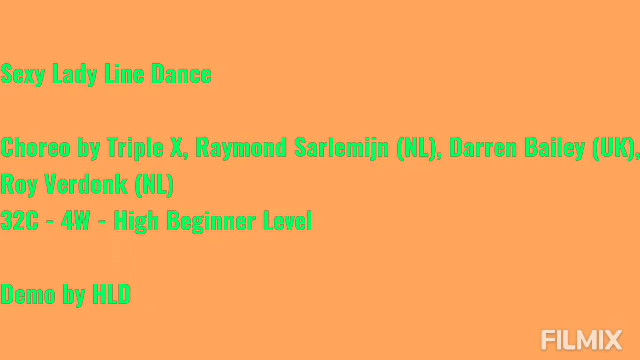 Sexy Lady Line Dance
Choreo by Triple X, Raymond Sarlemijn (NL), Darren Bailey (UK),
Roy Verdonk (NL)
32C - 4W - High Beginner Level
Demo by HLD
FILMIX